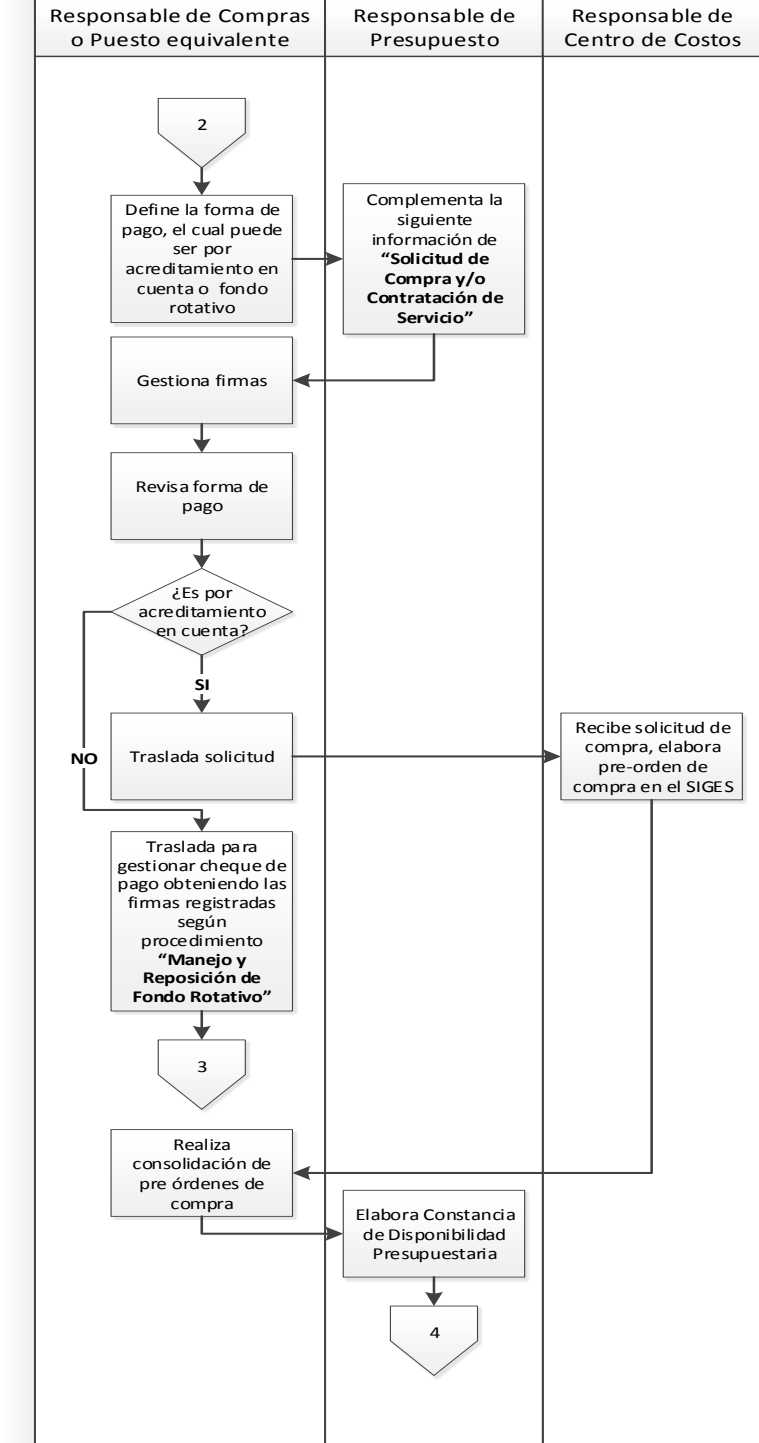 Responsable de Compras
o Puesto equivalente
Responsable de
Presupuesto
Responsable de
Centro de Costos
2
Define la forma de
pago, el cual puede
ser por
acreditamiento en
cuenta o fondo
rotativo
Complementa la
siguiente
información de
“Solicitud de
Compra y/o
Contratación de
Servicio”
Gestiona firmas
Revisa forma de
pago
¿Es por
acreditamiento
en cuenta?
SI
NO
Traslada solicitud
Recibe solicitud de
compra, elabora
pre-orden de
compra en el SIGES
Traslada para
gestionar cheque de
pago obteniendo las
firmas registradas
según
procedimiento
“Manejo y
Reposición de
Fondo Rotativo”
3
Realiza
consolidación de
pre órdenes de
compra
Elabora Constancia
de Disponibilidad
Presupuestaria
4